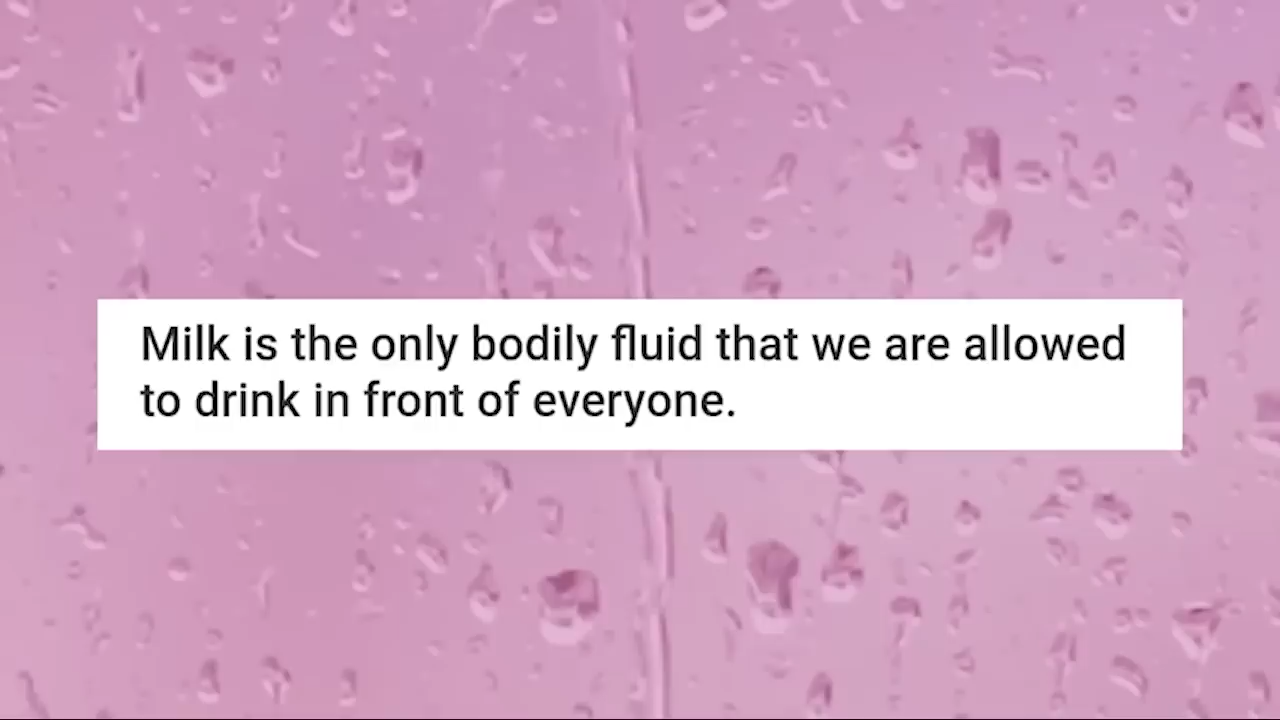 Milk is the only bodily fluid that we are allowed
to drink in front of everyone.